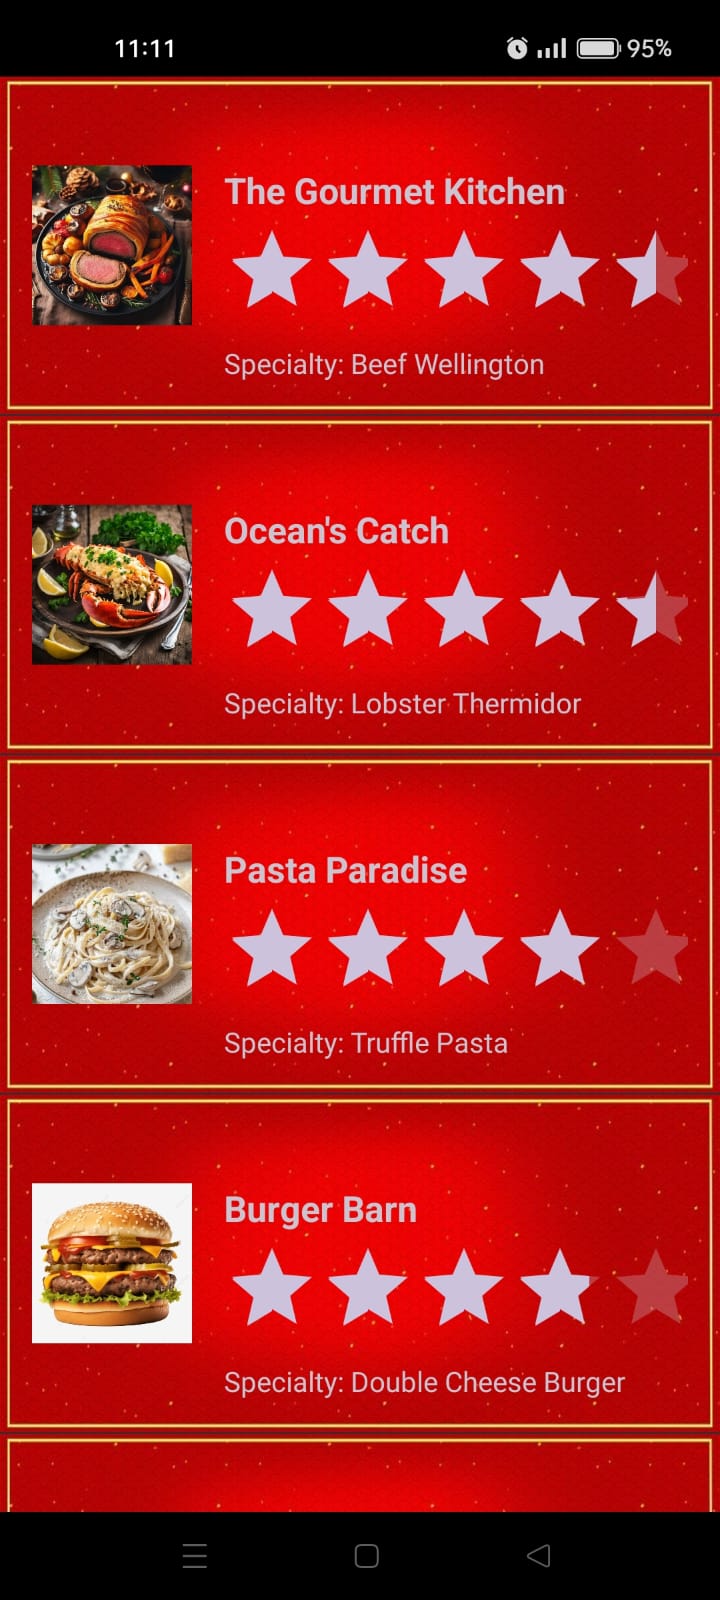 11:11 95%
The Gourmet Kitchen
Specialty: Beef Wellington
Ocean's Catch
Specialty: Lobster Thermidor
Pasta Paradise
Specialty: Truffle Pasta
Burger Barn
Specialty: Double Cheese Burger